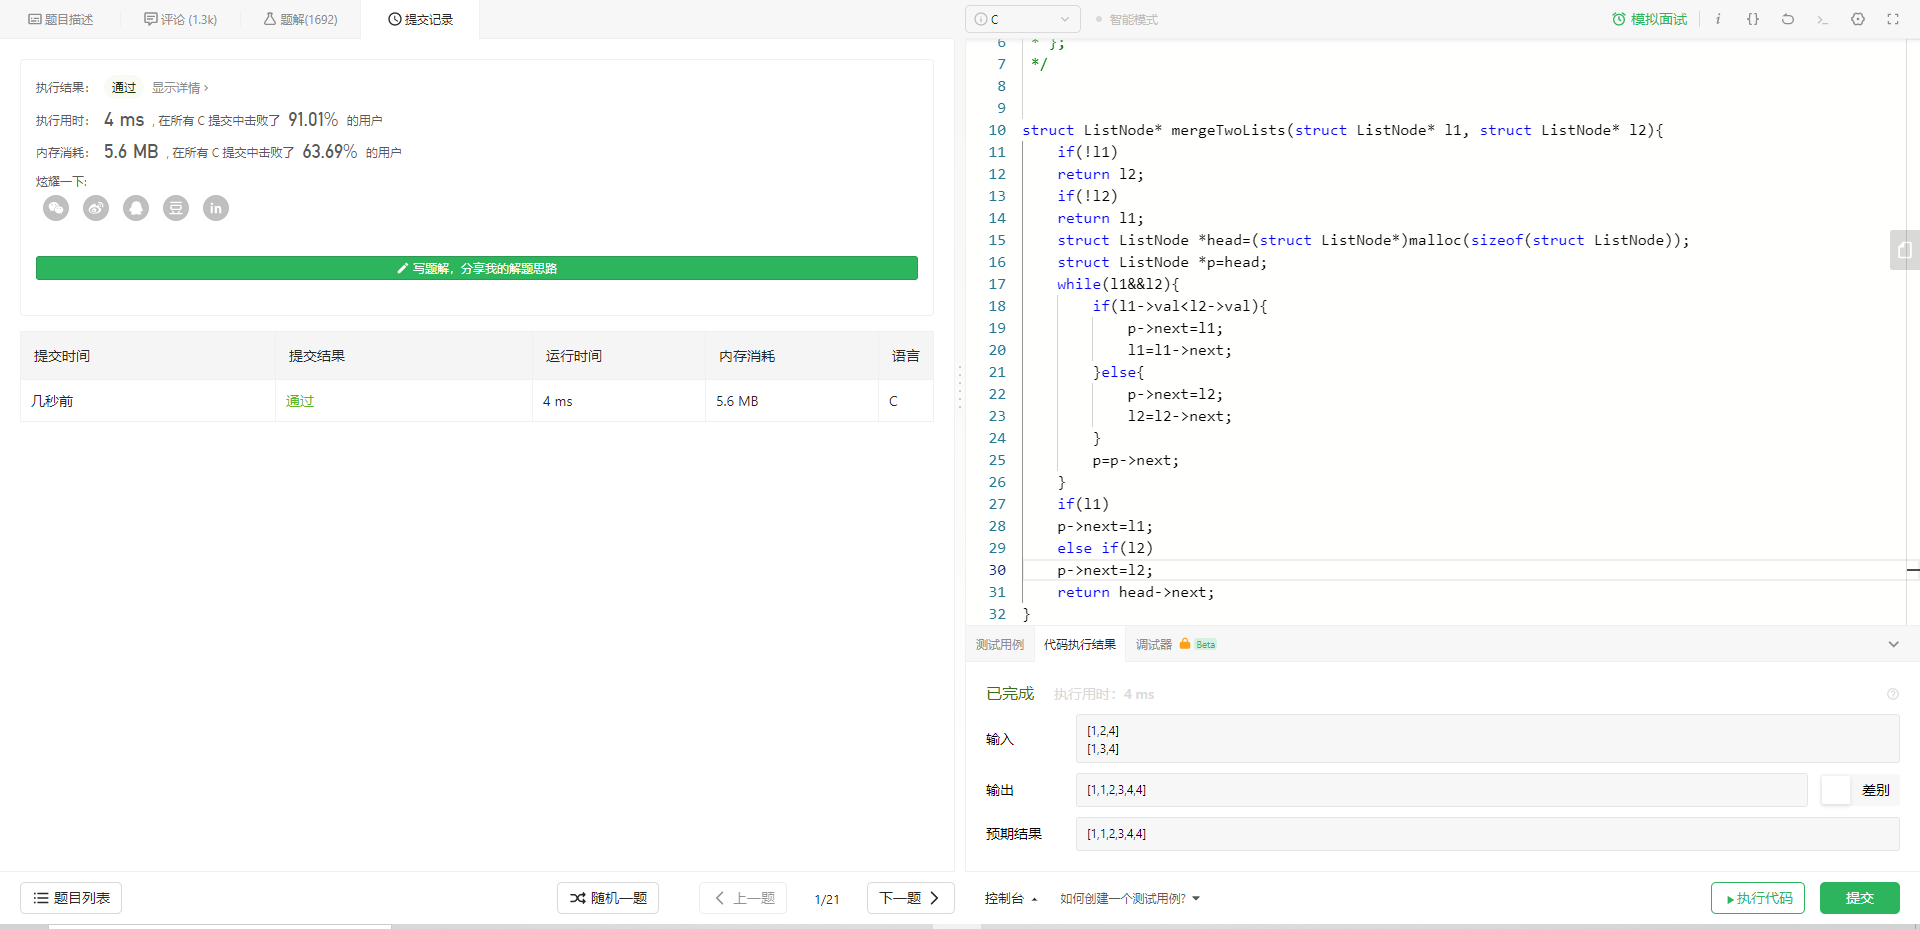 题目描述
评论 (1.3k)
题解(1692)
提交记录
执行结果：
通过
显示详情 ›
执行用时：
4 ms
, 在所有 C 提交中击败了
91.01%
的用户
内存消耗：
5.6 MB
, 在所有 C 提交中击败了
63.69%
的用户
炫耀一下:
写题解，分享我的解题思路
提交时间
提交结果
运行时间
内存消耗
语言
几秒前
通过
4 ms
5.6 MB
C
题目列表
随机一题
上一题
1/21
下一题
C
智能模式
模拟面试
6 * };
7 */
8
9
10 struct ListNode* mergeTwoLists(struct ListNode* l1, struct ListNode* l2){
11 if(!l1)
12 return l2;
13 if(!l2)
14 return l1;
15 struct ListNode *head=(struct ListNode*)malloc(sizeof(struct ListNode));
16 struct ListNode *p=head;
17 while(l1&&l2){
18 if(l1->val<l2->val){
19 p->next=l1;
20 l1=l1->next;
21 }else{
22 p->next=l2;
23 l2=l2->next;
24 }
25 p=p->next;
26 }
27 if(l1)
28 p->next=l1;
29 else if(l2)
30 p->next=l2;
31 return head->next;
32 }
测试用例
代码执行结果
调试器
Beta
已完成
执行用时：4 ms
输入
[1,2,4]
[1,3,4]
输出
[1,1,2,3,4,4]
差别
预期结果
[1,1,2,3,4,4]
控制台
如何创建一个测试用例?
执行代码
提交